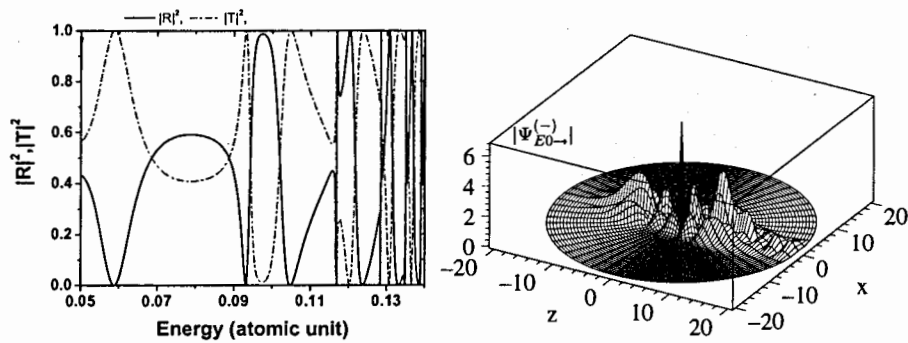 |R|², |T|²,
1.0
0.8
0.6
0.4
0.2
0.0
|R|²,|T|²
0.05 0.07 0.09 0.11 0.13
Energy (atomic unit)
|Ψ_{E0→}^{(−)}|
6
4
2
0
−20
−10
0
10
20
z
−20
−10
0
10
20
x